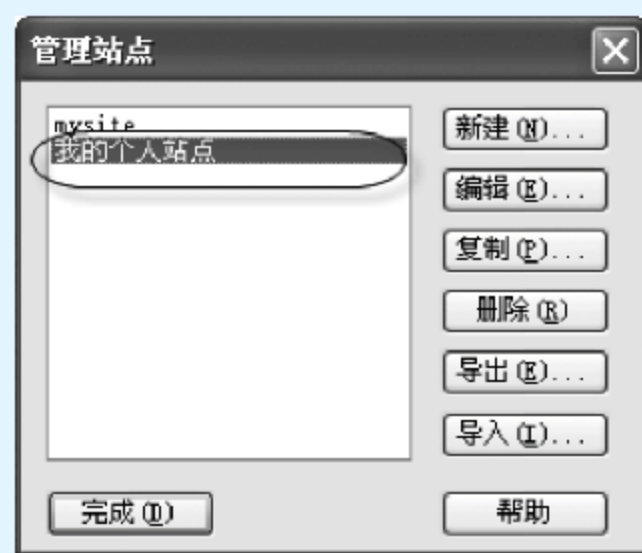 管理站点
mysite
我的个人站点
新建(N)...
编辑(E)...
复制(P)...
删除(R)
导出(E)...
导入(I)...
完成(D)
帮助